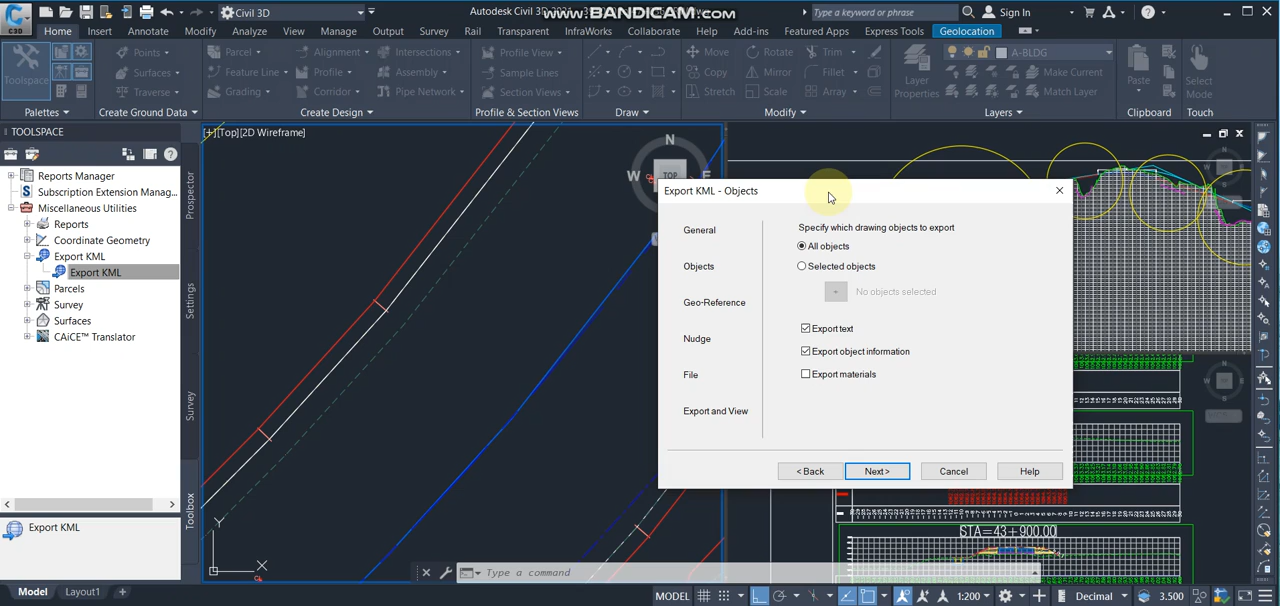 C3D
Civil 3D
Autodesk Civil 3D 2021
www.BANDICAM.com
Type a keyword or phrase
Sign In
Home Insert Annotate Modify Analyze View Manage Output Survey Rail Transparent InfraWorks Collaborate Help Add-ins Featured Apps Express Tools Geolocation
Toolspace
Points
Surfaces
Traverse
Parcel
Feature Line
Grading
Alignment
Profile
Corridor
Intersections
Assembly
Pipe Network
Profile View
Sample Lines
Section Views
Move
Copy
Stretch
Rotate
Mirror
Scale
Trim
Fillet
Array
Layer
Properties
A-BLDG
Make Current
Match Layer
Paste
Select
Mode
Palettes
Create Ground Data
Create Design
Profile & Section Views
Draw
Modify
Layers
Clipboard
Touch
TOOLSPACE
Reports Manager
Subscription Extension Manag...
Miscellaneous Utilities
Reports
Coordinate Geometry
Export KML
Export KML
Parcels
Survey
Surfaces
CAiCE™ Translator
Prospector
Settings
Survey
Toolbox
Export KML
[+][Top][2D Wireframe]
N
W
TOP
E
Y
X
Export KML - Objects
General
Objects
Geo-Reference
Nudge
File
Export and View
Specify which drawing objects to export
All objects
Selected objects
No objects selected
Export text
Export object information
Export materials
< Back
Next>
Cancel
Help
STA=43+900.00
Type a command
Model
Layout1
MODEL
1:200
Decimal
3.500